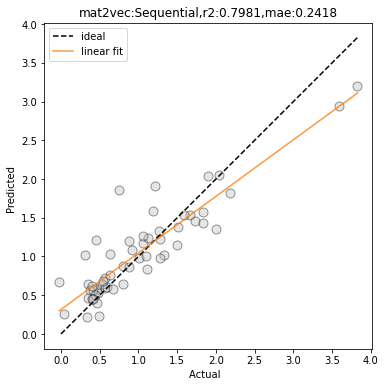 mat2vec:Sequential,r2:0.7981,mae:0.2418
ideal
linear fit
4.0
3.5
3.0
2.5
2.0
1.5
1.0
0.5
0.0
Predicted
0.0 0.5 1.0 1.5 2.0 2.5 3.0 3.5 4.0
Actual